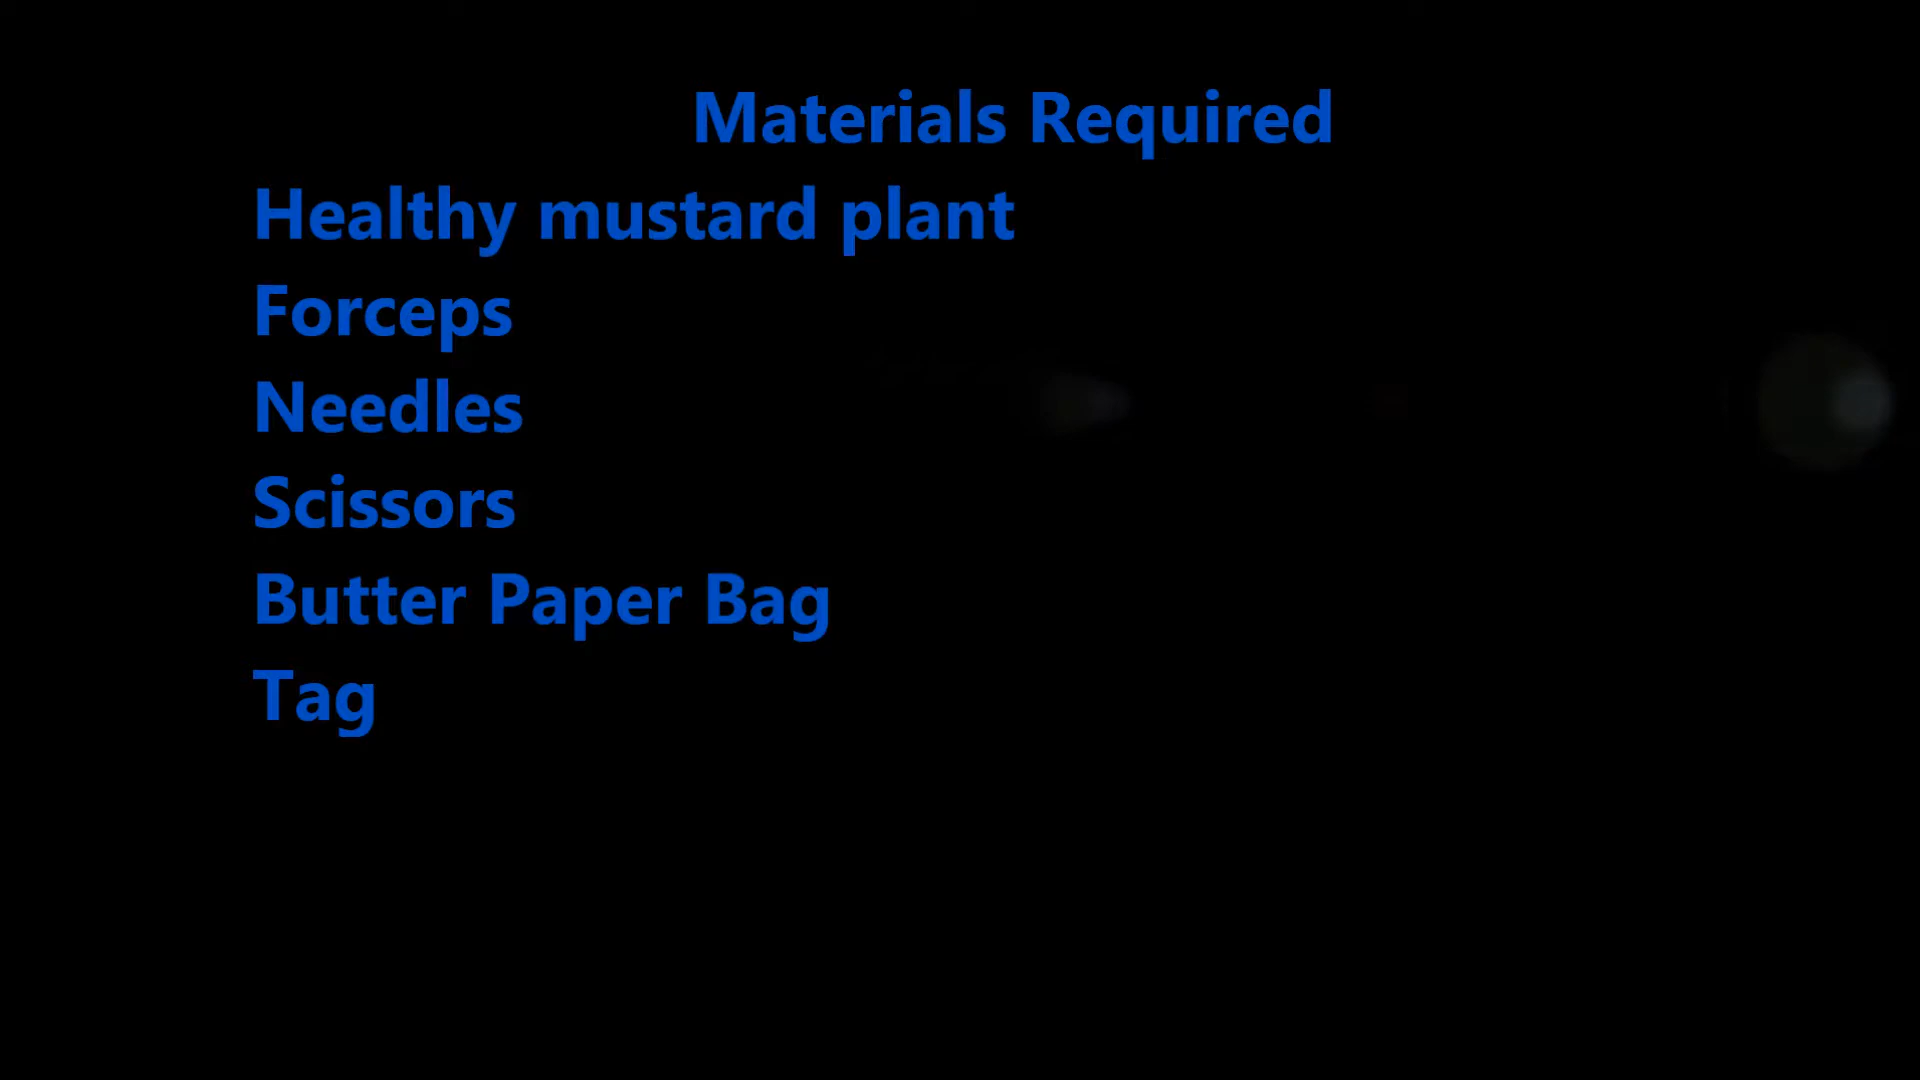 Materials Required
Healthy mustard plant
Forceps
Needles
Scissors
Butter Paper Bag
Tag